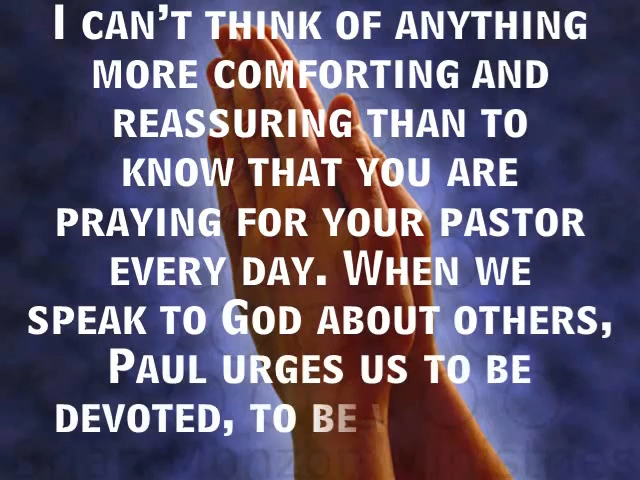 I can't think of anything
more comforting and
reassuring than to
know that you are
praying for your pastor
every day. When we
speak to God about others,
Paul urges us to be
devoted, to be
Ministries